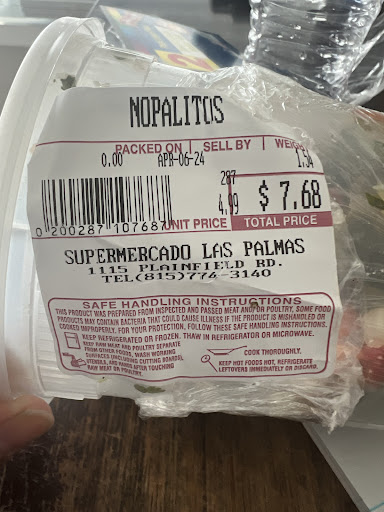 NOPALITOS
PACKED ON SELL BY WEIGH
0.00 APR-06-24 1.54
287
4.99 $ 7.68
UNIT PRICE TOTAL PRICE
0 200287 107687
SUPERMERCADO LAS PALMAS
1115 PLAINFIELD RD.
TEL(815)774-3140
SAFE HANDLING INSTRUCTIONS
THIS PRODUCT WAS PREPARED FROM INSPECTED AND PASSED MEAT AND/OR POULTRY. SOME FOOD
PRODUCTS MAY CONTAIN BACTERIA THAT COULD CAUSE ILLNESS IF THE PRODUCT IS MISHANDLED OR
COOKED IMPROPERLY. FOR YOUR PROTECTION, FOLLOW THESE SAFE HANDLING INSTRUCTIONS.
KEEP REFRIGERATED OR FROZEN. THAW IN REFRIGERATOR OR MICROWAVE.
KEEP RAW MEAT AND POULTRY SEPARATE
FROM OTHER FOODS. WASH WORKING
SURFACES (INCLUDING CUTTING BOARDS),
UTENSILS, AND HANDS AFTER TOUCHING
RAW MEAT OR POULTRY.
COOK THOROUGHLY.
KEEP HOT FOODS HOT. REFRIGERATE
LEFTOVERS IMMEDIATELY OR DISCARD.